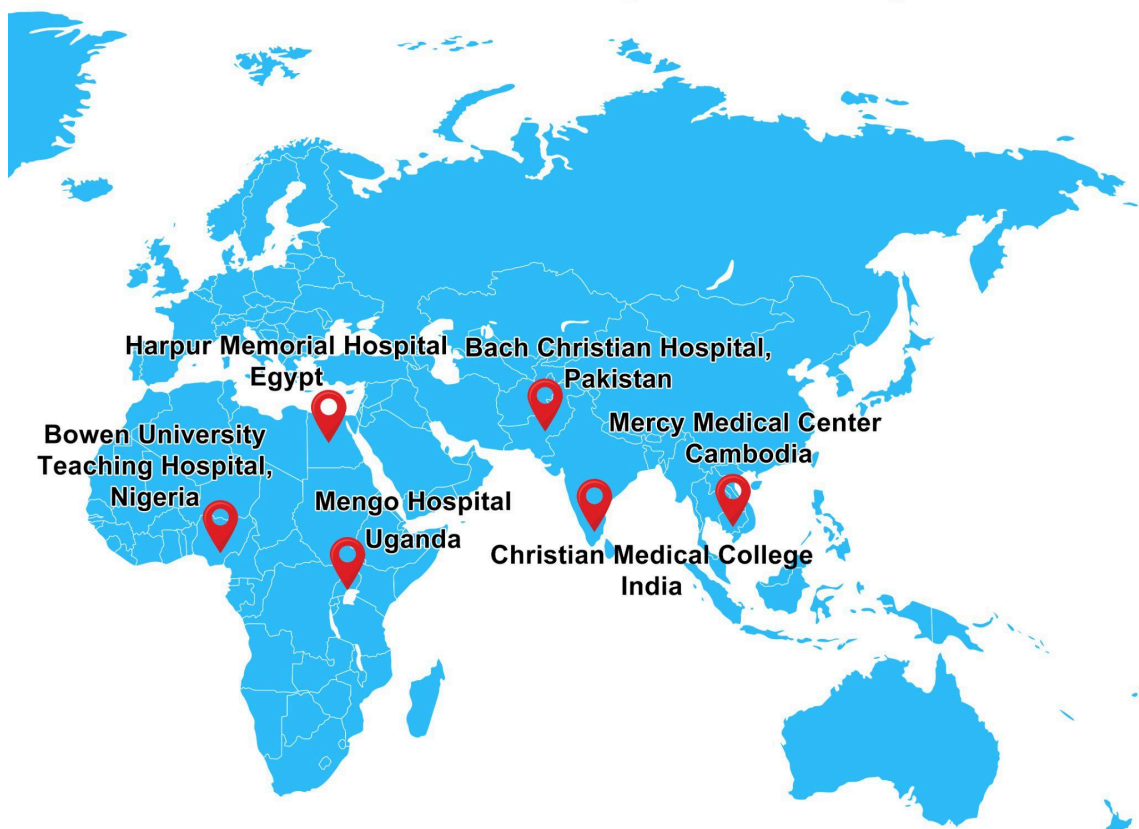 Harpur Memorial Hospital
Egypt
Bach Christian Hospital,
Pakistan
Bowen University
Teaching Hospital,
Nigeria
Mercy Medical Center
Cambodia
Mengo Hospital
Uganda
Christian Medical College
India